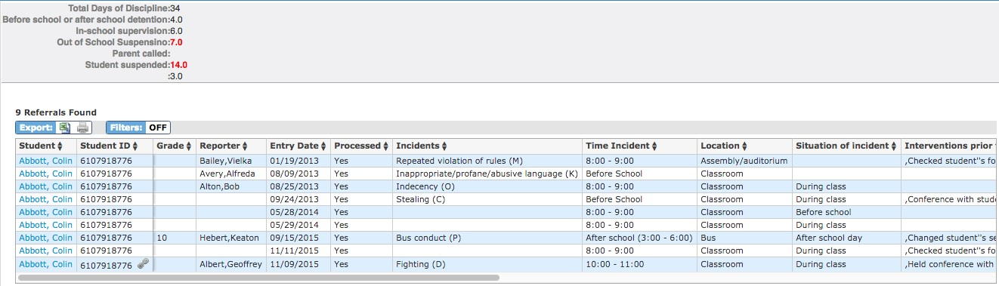 Total Days of Discipline:34
Before school or after school detention:4.0
In-school supervision:6.0
Out of School Suspensino:7.0
Parent called:
Student suspended:14.0
:3.0
9 Referrals Found
Export: Filters: OFF
Student Student ID Grade Reporter Entry Date Processed Incidents Time Incident Location Situation of incident Interventions prior
Abbott, Colin 6107918776 Bailey,Vielka 01/19/2013 Yes Repeated violation of rules (M) 8:00 - 9:00 Assembly/auditorium ,Checked student"s fo
Abbott, Colin 6107918776 Avery,Alfreda 08/09/2013 Yes Inappropriate/profane/abusive language (K) Before School Classroom
Abbott, Colin 6107918776 Alton,Bob 08/25/2013 Yes Indecency (O) 8:00 - 9:00 Classroom During class
Abbott, Colin 6107918776 09/24/2013 Yes Stealing (C) Before School Classroom During class ,Conference with stude
Abbott, Colin 6107918776 05/28/2014 Yes 8:00 - 9:00 Classroom Before school
Abbott, Colin 6107918776 05/29/2014 Yes 8:00 - 9:00 Classroom During class
Abbott, Colin 6107918776 10 Hebert,Keaton 09/15/2015 Yes Bus conduct (P) After school (3:00 - 6:00) Bus After school day ,Changed student"s se
Abbott, Colin 6107918776 11/11/2015 Yes 8:00 - 9:00 Classroom During class ,Checked student"s fo
Abbott, Colin 6107918776 Albert,Geoffrey 11/09/2015 Yes Fighting (D) 10:00 - 11:00 Classroom During class ,Held conference with